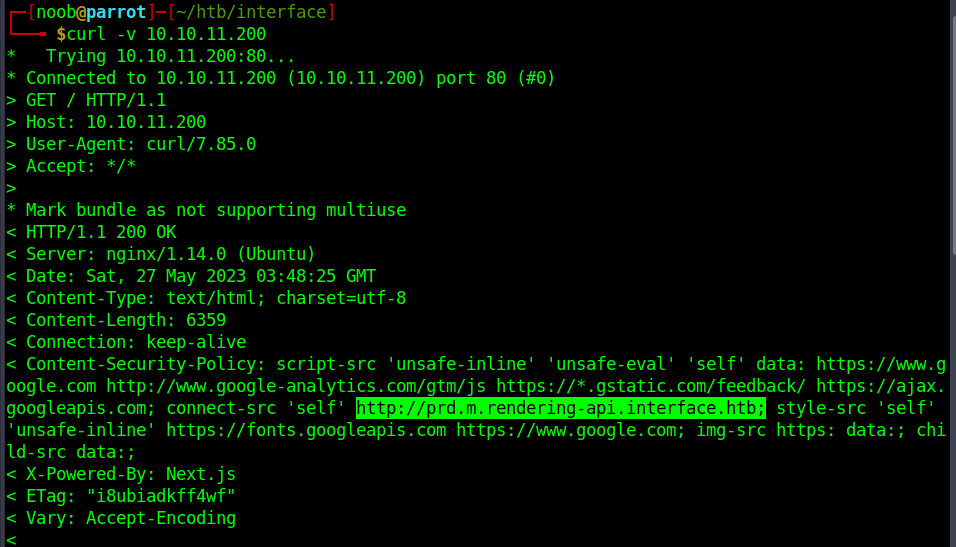 ┌─[noob@parrot]─[~/htb/interface]
└──╼ $curl -v 10.10.11.200
*   Trying 10.10.11.200:80...
* Connected to 10.10.11.200 (10.10.11.200) port 80 (#0)
> GET / HTTP/1.1
> Host: 10.10.11.200
> User-Agent: curl/7.85.0
> Accept: */*
>
* Mark bundle as not supporting multiuse
< HTTP/1.1 200 OK
< Server: nginx/1.14.0 (Ubuntu)
< Date: Sat, 27 May 2023 03:48:25 GMT
< Content-Type: text/html; charset=utf-8
< Content-Length: 6359
< Connection: keep-alive
< Content-Security-Policy: script-src 'unsafe-inline' 'unsafe-eval' 'self' data: https://www.g
oogle.com http://www.google-analytics.com/gtm/js https://*.gstatic.com/feedback/ https://ajax.
googleapis.com; connect-src 'self' http://prd.m.rendering-api.interface.htb; style-src 'self'
'unsafe-inline' https://fonts.googleapis.com https://www.google.com; img-src https: data:; chi
ld-src data:;
< X-Powered-By: Next.js
< ETag: "i8ubiadkff4wf"
< Vary: Accept-Encoding
<